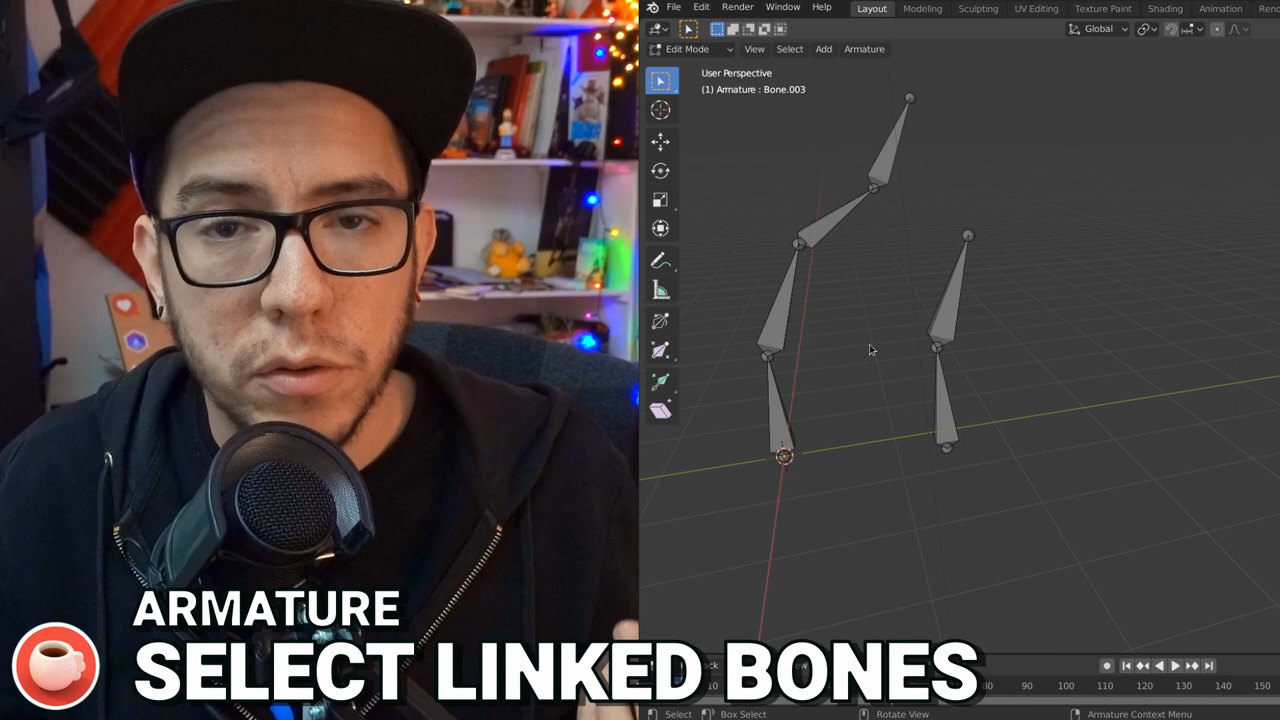 File Edit Render Window Help Layout Modeling Sculpting UV Editing Texture Paint Shading Animation
Global
Edit Mode View Select Add Armature
User Perspective
(1) Armature : Bone.003
ARMATURE
SELECT LINKED BONES
90 100 110 120 130 140 150
Select Box Select Rotate View Armature Context Menu